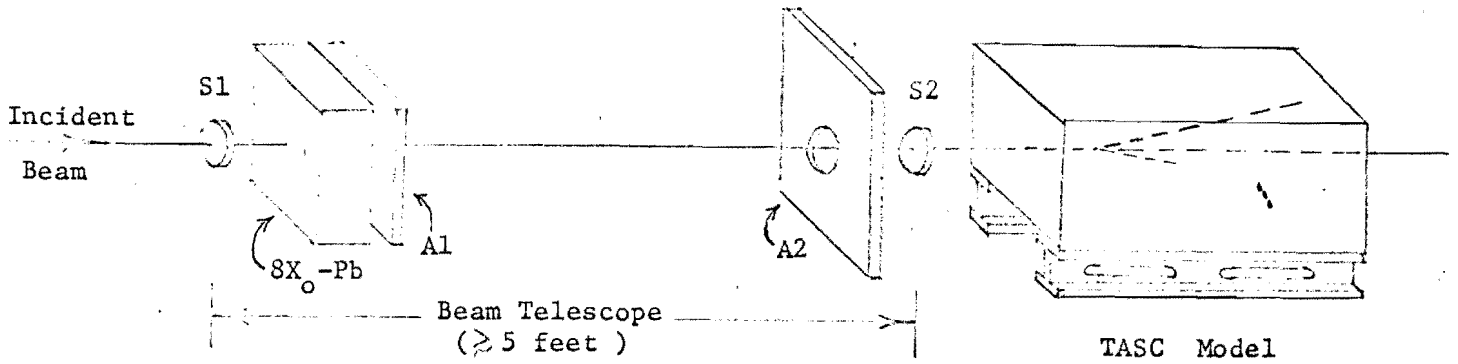 S1
Incident
Beam
8X₀-Pb
A1
A2
S2
Beam Telescope
(≳ 5 feet )
TASC Model